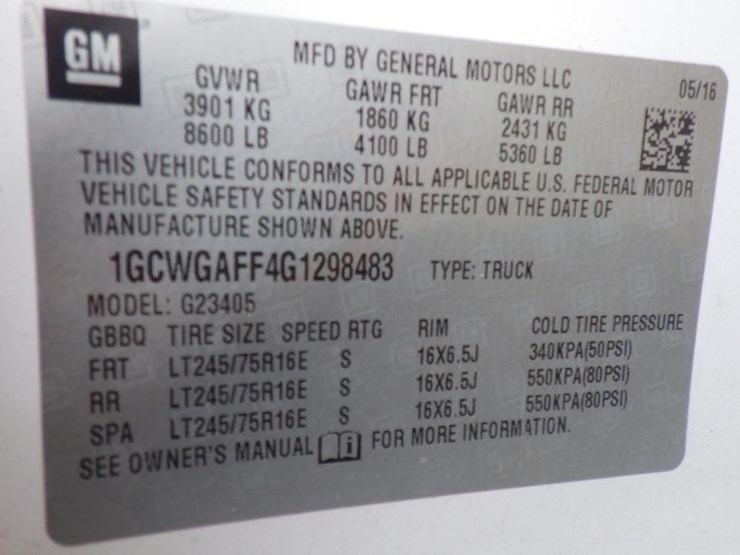 GM
MFD BY GENERAL MOTORS LLC 05/16
GVWR GAWR FRT GAWR RR
3901 KG 1860 KG 2431 KG
8600 LB 4100 LB 5360 LB
THIS VEHICLE CONFORMS TO ALL APPLICABLE U.S. FEDERAL MOTOR
VEHICLE SAFETY STANDARDS IN EFFECT ON THE DATE OF
MANUFACTURE SHOWN ABOVE.
1GCWGAFF4G1298483 TYPE: TRUCK
MODEL: G23405
GBBQ TIRE SIZE SPEED RTG RIM COLD TIRE PRESSURE
FRT LT245/75R16E S 16X6.5J 340KPA(50PSI)
RR LT245/75R16E S 16X6.5J 550KPA(80PSI)
SPA LT245/75R16E S 16X6.5J 550KPA(80PSI)
SEE OWNER'S MANUAL i FOR MORE INFORMATION.